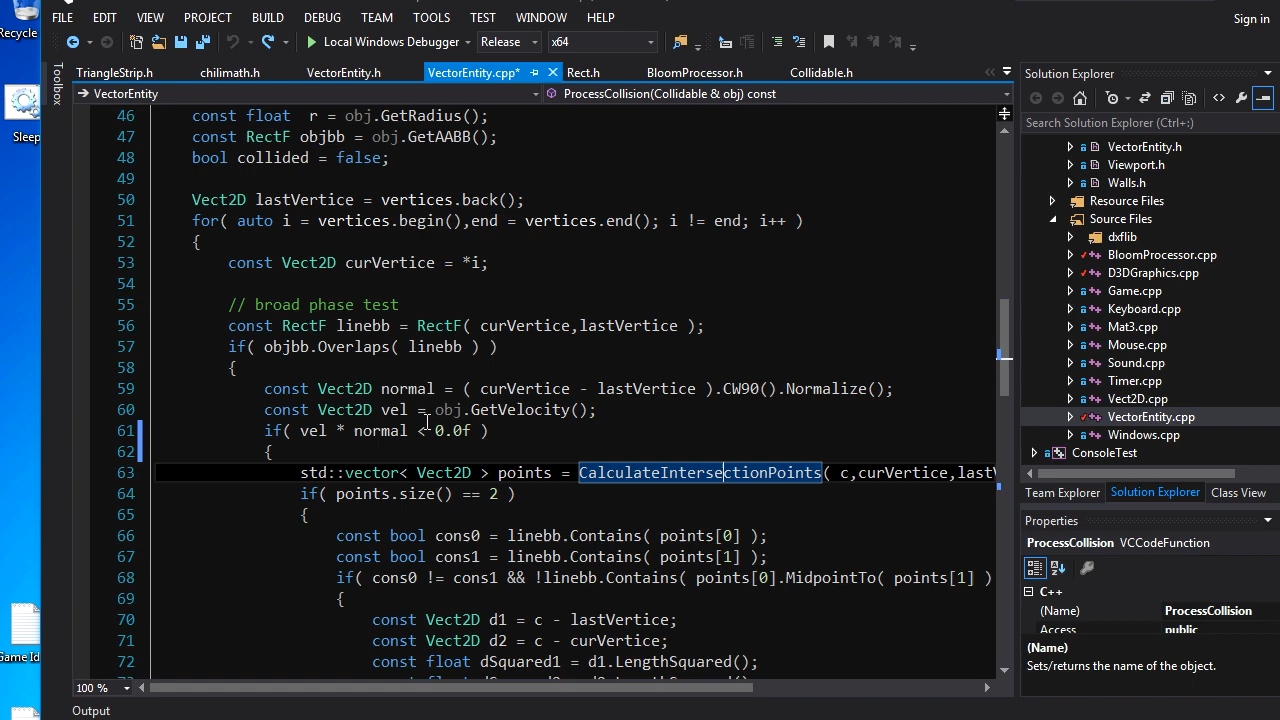 Recycle
Sleep
Game Id
FILE EDIT VIEW PROJECT BUILD DEBUG TEAM TOOLS TEST WINDOW HELP
Sign in
Local Windows Debugger Release x64
Toolbox
TriangleStrip.h chilimath.h VectorEntity.h VectorEntity.cpp* Rect.h BloomProcessor.h Collidable.h
VectorEntity ProcessCollision(Collidable & obj) const
46 const float r = obj.GetRadius();
47 const RectF objbb = obj.GetAABB();
48 bool collided = false;
49
50 Vect2D lastVertice = vertices.back();
51 for( auto i = vertices.begin(),end = vertices.end(); i != end; i++ )
52 {
53 const Vect2D curVertice = *i;
54
55 // broad phase test
56 const RectF linebb = RectF( curVertice,lastVertice );
57 if( objbb.Overlaps( linebb ) )
58 {
59 const Vect2D normal = ( curVertice - lastVertice ).CW90().Normalize();
60 const Vect2D vel = obj.GetVelocity();
61 if( vel * normal < 0.0f )
62 {
63 std::vector< Vect2D > points = CalculateIntersectionPoints( c,curVertice,lastV
64 if( points.size() == 2 )
65 {
66 const bool cons0 = linebb.Contains( points[0] );
67 const bool cons1 = linebb.Contains( points[1] );
68 if( cons0 != cons1 && !linebb.Contains( points[0].MidpointTo( points[1] )
69 {
70 const Vect2D d1 = c - lastVertice;
71 const Vect2D d2 = c - curVertice;
72 const float dSquared1 = d1.LengthSquared();
100 %
Output
Solution Explorer
Search Solution Explorer (Ctrl+;)
VectorEntity.h
Viewport.h
Walls.h
Resource Files
Source Files
dxflib
BloomProcessor.cpp
D3DGraphics.cpp
Game.cpp
Keyboard.cpp
Mat3.cpp
Mouse.cpp
Sound.cpp
Timer.cpp
Vect2D.cpp
VectorEntity.cpp
Windows.cpp
ConsoleTest
Team Explorer Solution Explorer Class View
Properties
ProcessCollision VCCodeFunction
C++
(Name) ProcessCollision
Access public
(Name)
Sets/returns the name of the object.